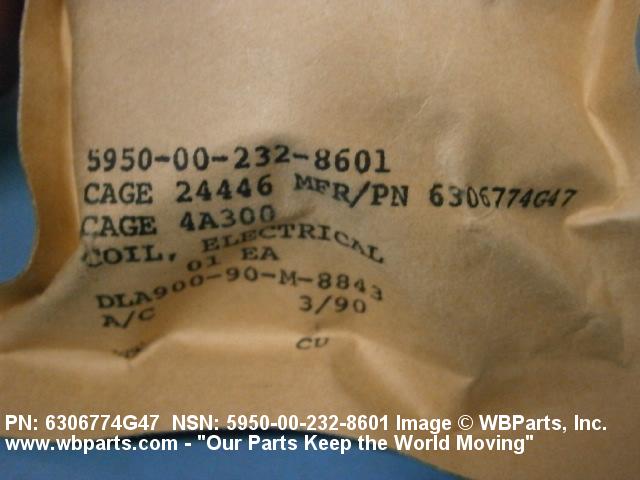 5950-00-232-8601
CAGE 24446 MFR/PN 6306774G47
CAGE 4A300
COIL, ELECTRICAL
01 EA
DLA900-90-M-8843
A/C 3/90
CU
PN: 6306774G47 NSN: 5950-00-232-8601 Image © WBParts, Inc.
www.wbparts.com - "Our Parts Keep the World Moving"